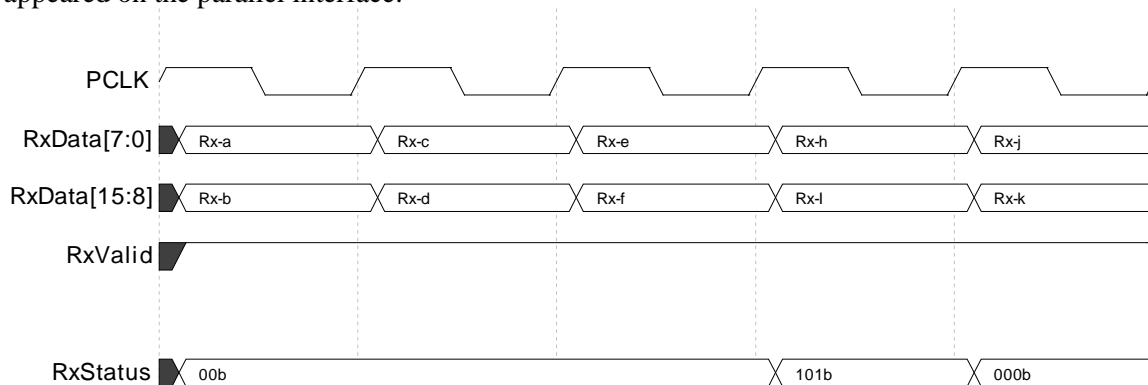 appeared on the parallel interface.
PCLK
RxData[7:0] Rx-a Rx-c Rx-e Rx-h Rx-j
RxData[15:8] Rx-b Rx-d Rx-f Rx-I Rx-k
RxValid
RxStatus 00b 101b 000b